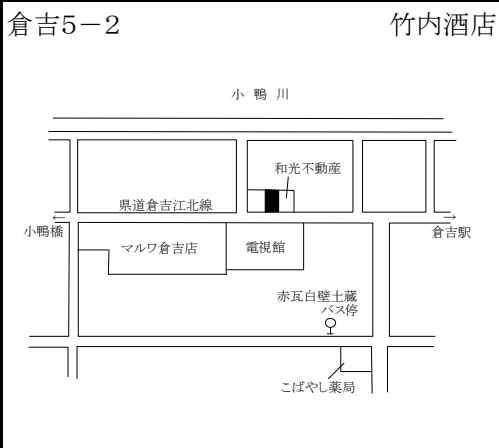 倉吉5－2
竹内酒店
小鴨川
和光不動産
県道倉吉江北線
小鴨橋
倉吉駅
マルワ倉吉店
電視館
赤瓦白壁土蔵
バス停
こばやし薬局